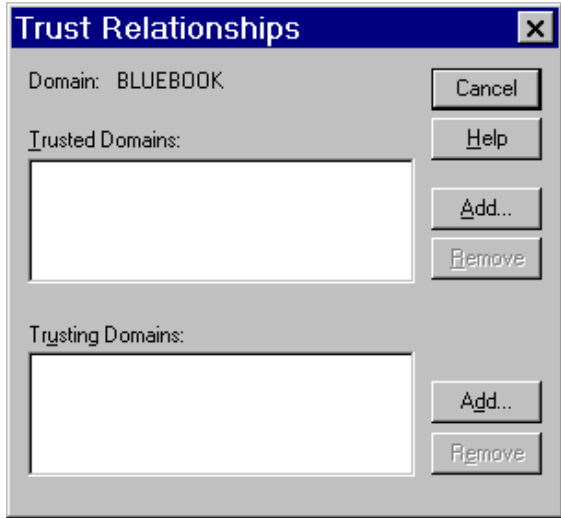 Trust Relationships
Domain: BLUEBOOK
Cancel
Help
Trusted Domains:
Add...
Remove
Trusting Domains:
Add...
Remove